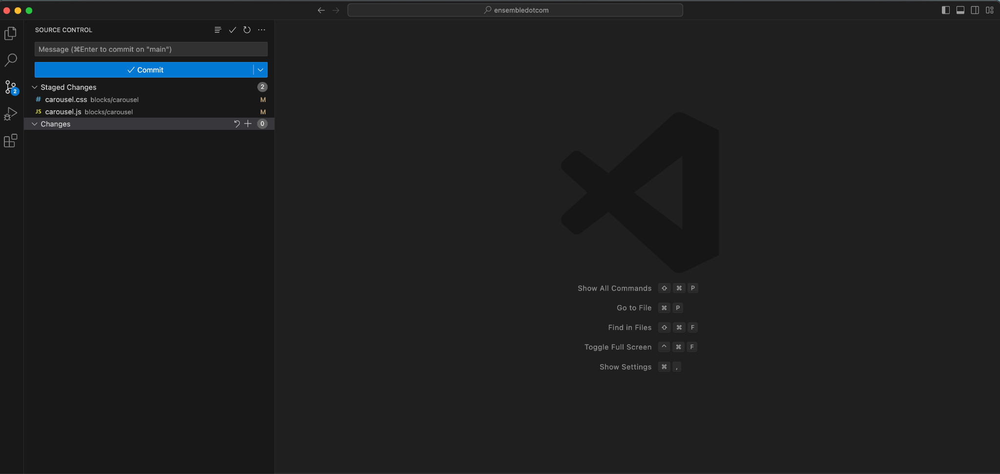 ensembledotcom
SOURCE CONTROL
Message (⌘Enter to commit on "main")
Commit
Staged Changes 2
# carousel.css blocks/carousel M
JS carousel.js blocks/carousel M
2
Changes 0
Show All Commands ⇧ ⌘ P
Go to File ⌘ P
Find in Files ⇧ ⌘ F
Toggle Full Screen ^ ⌘ F
Show Settings ⌘ ,